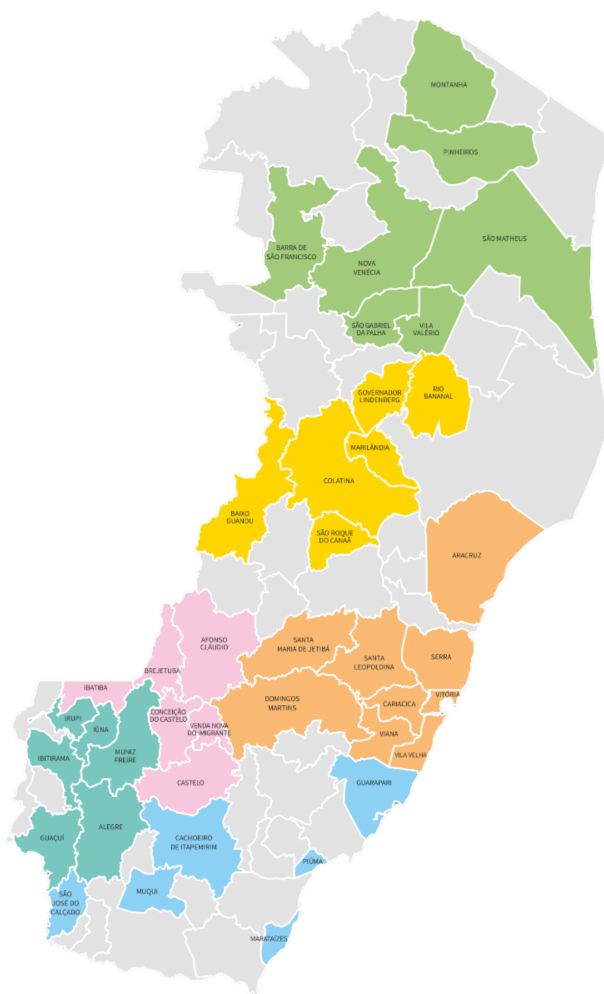 MONTANHA
PINHEIROS
SÃO MATHEUS
BARRA DE
SÃO FRANCISCO
NOVA
VENÉCIA
SÃO GABRIEL
DA PALHA
VILA
VALÉRIO
GOVERNADOR
LINDENBERG
RIO
BANANAL
MARILÂNDIA
COLATINA
BAIXO
GUANDU
SÃO ROQUE
DO CANAÃ
ARACRUZ
AFONSO
CLÁUDIO
SANTA
MARIA DE JETIBÁ
SANTA
LEOPOLDINA
SERRA
BREJETUBA
IBATIBA
VITÓRIA
DOMINGOS
MARTINS
CARIACICA
CONCEIÇÃO
DO CASTELO
VENDA NOVA
DO IMIGRANTE
IRUPI
IÚNA
VIANA
VILA VELHA
IBITIRAMA
MUNIZ
FREIRE
CASTELO
GUARAPARI
ALEGRE
GUAÇUÍ
CACHOEIRO
DE ITAPEMIRIM
PIÚMA
SÃO
JOSÉ DO
CALÇADO
MUQUI
MARATAÍZES